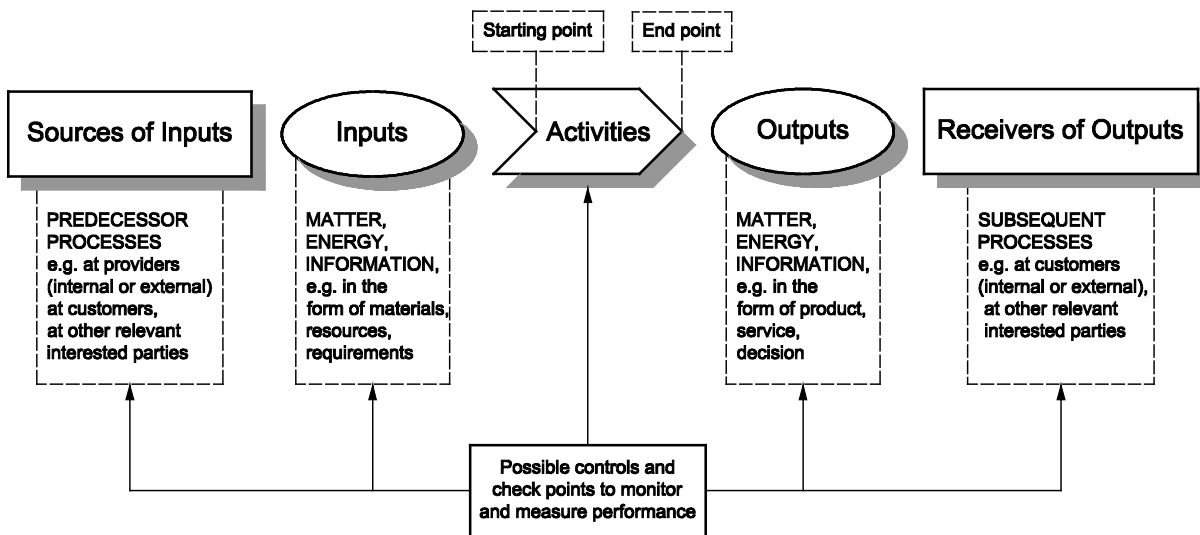 Starting point
End point
Sources of Inputs
Inputs
Activities
Outputs
Receivers of Outputs
PREDECESSOR
PROCESSES
e.g. at providers
(internal or external)
at customers,
at other relevant
interested parties
MATTER,
ENERGY,
INFORMATION,
e.g. in the
form of materials,
resources,
requirements
MATTER,
ENERGY,
INFORMATION,
e.g. in the
form of product,
service,
decision
SUBSEQUENT
PROCESSES
e.g. at customers
(internal or external),
at other relevant
interested parties
Possible controls and
check points to monitor
and measure performance